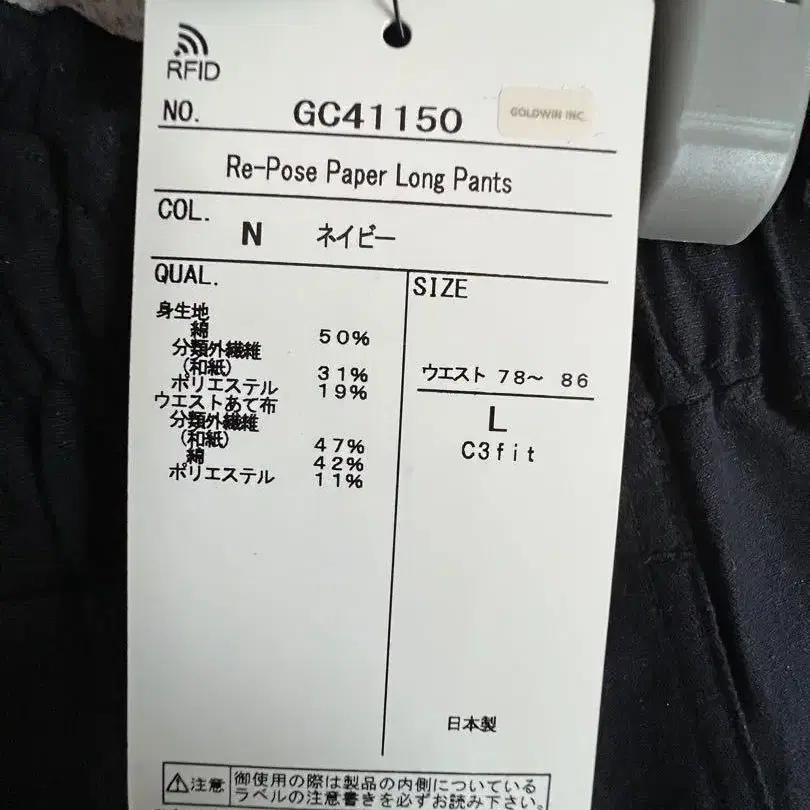 RFID
NO. GC41150 GOLDWIN INC.
Re-Pose Paper Long Pants
COL. N ネイビー
QUAL.
身生地
綿 50%
分類外繊維
(和紙) 31%
ポリエステル 19%
ウエストあて布
分類外繊維
(和紙) 47%
綿 42%
ポリエステル 11%
SIZE
ウエスト 78～ 86
L
C3fit
日本製
注意 御使用の際は製品の内側についている
ラベルの注意書きを必ずお読み下さい。